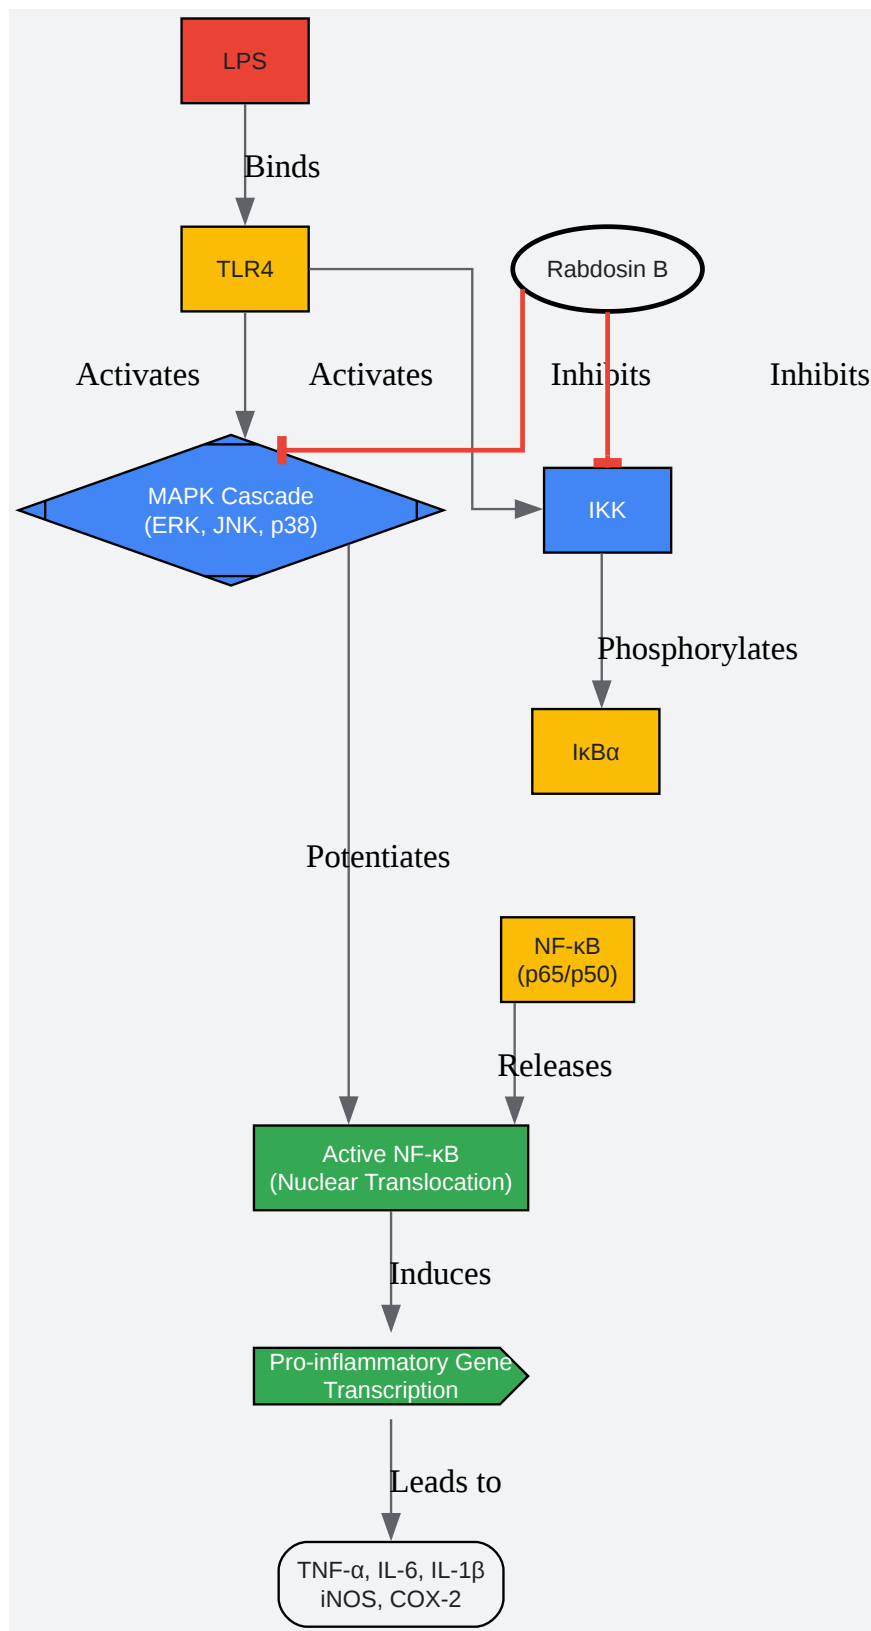 LPS
Binds
TLR4
Rabdosin B
Activates
Activates
Inhibits
Inhibits
MAPK Cascade
(ERK, JNK, p38)
IKK
Phosphorylates
IκBα
Potentiates
NF-κB
(p65/p50)
Releases
Active NF-κB
(Nuclear Translocation)
Induces
Pro-inflammatory Gene
Transcription
Leads to
TNF-α, IL-6, IL-1β
iNOS, COX-2